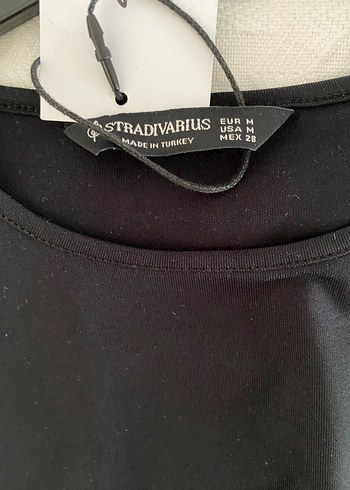 STRADIVARIUS
MADE IN TURKEY
EUR M
USA M
MEX 28